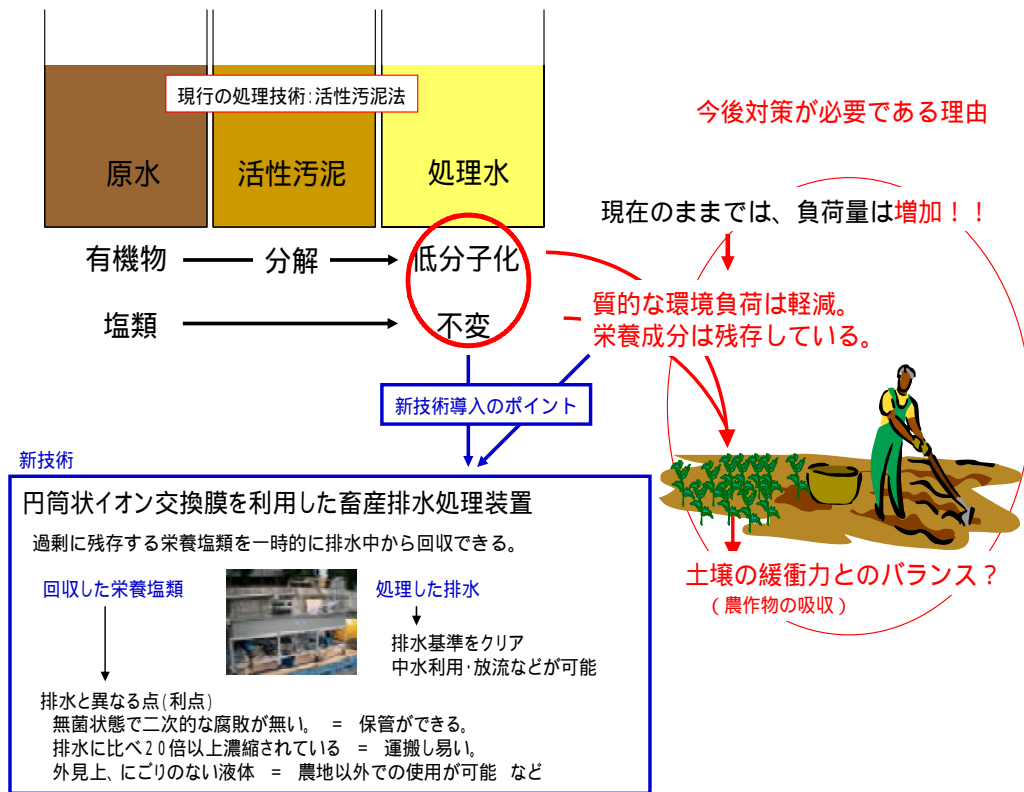 現行の処理技術:活性汚泥法
原水
活性汚泥
処理水
有機物
分解
低分子化
塩類
不変
今後対策が必要である理由
現在のままでは、負荷量は増加!!
質的な環境負荷は軽減。
栄養成分は残存している。
土壌の緩衝力とのバランス?
(農作物の吸収)
新技術導入のポイント
新技術
円筒状イオン交換膜を利用した畜産排水処理装置
過剰に残存する栄養塩類を一時的に排水中から回収できる。
回収した栄養塩類
処理した排水
排水基準をクリア
中水利用・放流などが可能
排水と異なる点(利点)
無菌状態で二次的な腐敗が無い。 = 保管ができる。
排水に比べ20倍以上濃縮されている = 運搬し易い。
外見上、にごりのない液体 = 農地以外での使用が可能 など